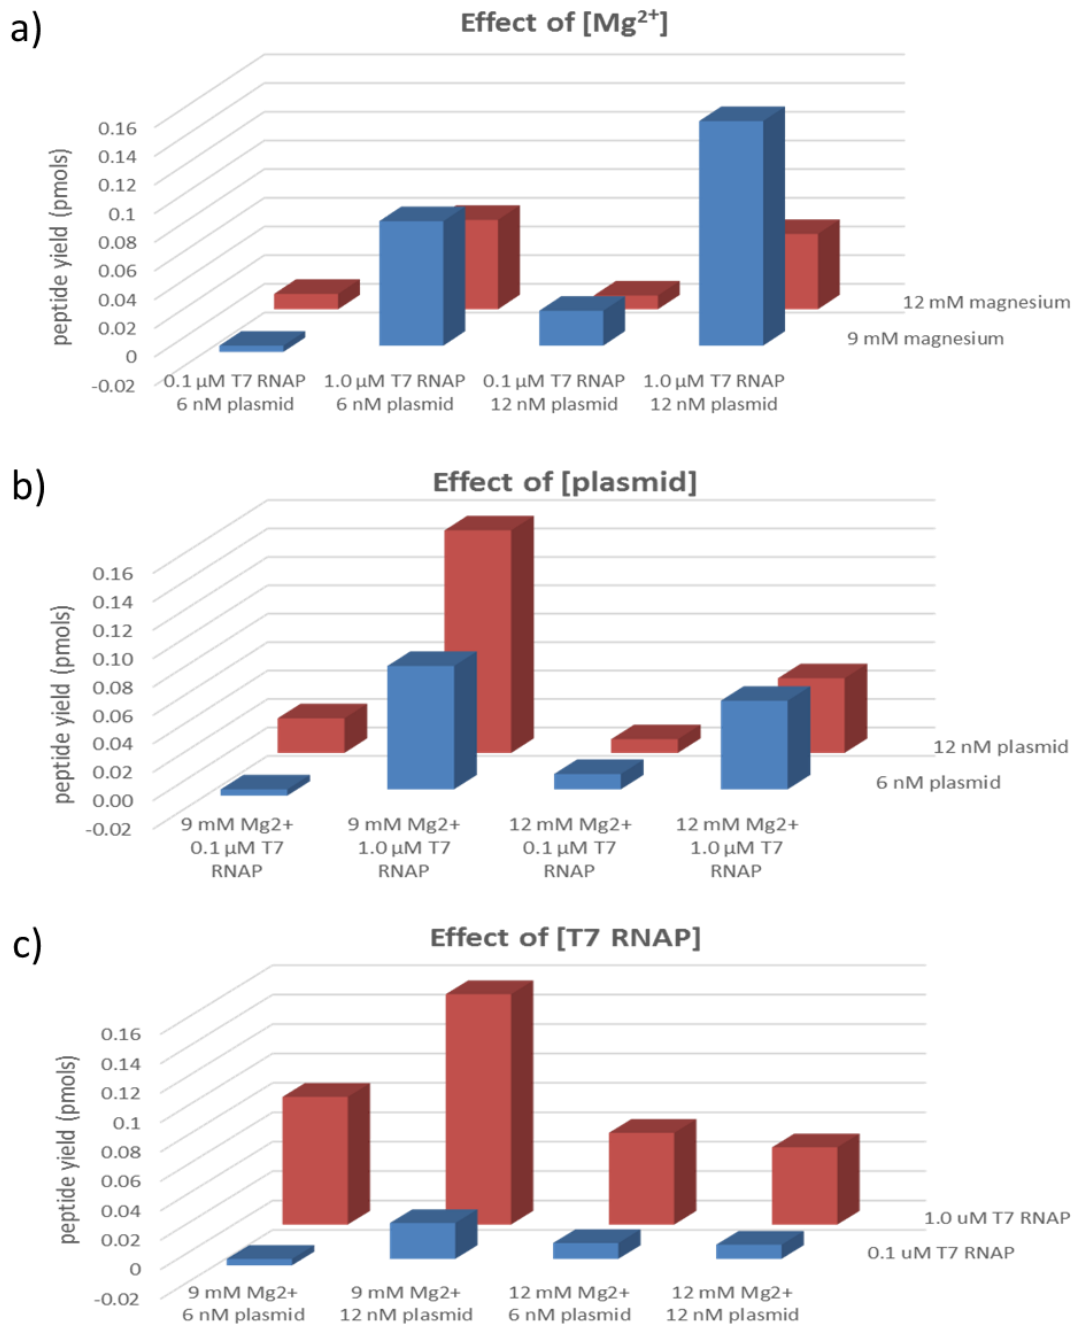 a)
Effect of [Mg²⁺]
peptide yield (pmols)
0.16
0.14
0.12
0.1
0.08
0.06
0.04
0.02
0
-0.02
12 mM magnesium
9 mM magnesium
0.1 µM T7 RNAP 1.0 µM T7 RNAP 0.1 µM T7 RNAP 1.0 µM T7 RNAP
6 nM plasmid 6 nM plasmid 12 nM plasmid 12 nM plasmid
b)
Effect of [plasmid]
peptide yield (pmols)
0.16
0.14
0.12
0.10
0.08
0.06
0.04
0.02
0.00
-0.02
12 nM plasmid
6 nM plasmid
9 mM Mg2+ 9 mM Mg2+ 12 mM Mg2+ 12 mM Mg2+
0.1 µM T7 1.0 µM T7 0.1 µM T7 1.0 µM T7
RNAP RNAP RNAP RNAP
c)
Effect of [T7 RNAP]
peptide yield (pmols)
0.16
0.14
0.12
0.1
0.08
0.06
0.04
0.02
0
-0.02
1.0 uM T7 RNAP
0.1 uM T7 RNAP
9 mM Mg2+ 9 mM Mg2+ 12 mM Mg2+ 12 mM Mg2+
6 nM plasmid 12 nM plasmid 6 nM plasmid 12 nM plasmid